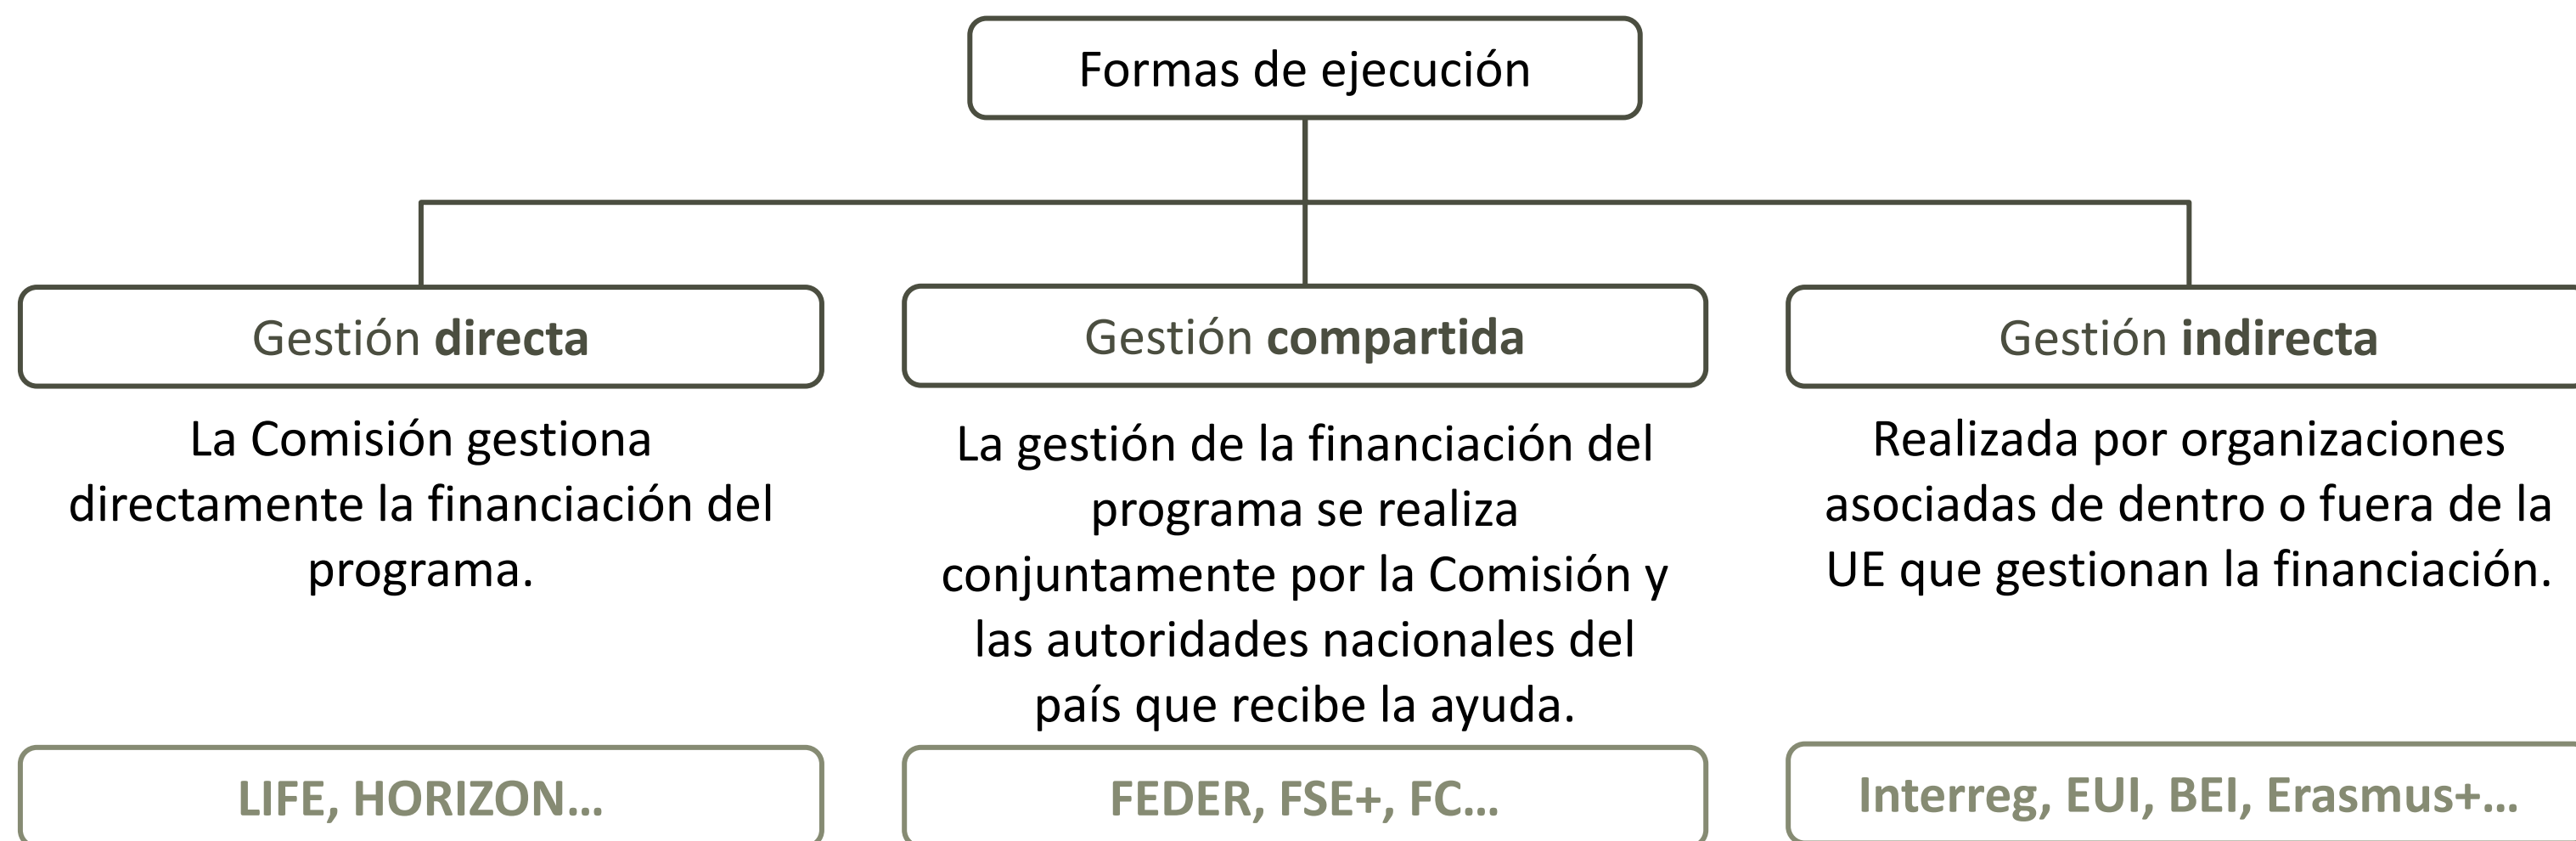 Formas de ejecución
Gestión directa
La Comisión gestiona
directamente la financiación del
programa.
LIFE, HORIZON...
Gestión compartida
La gestión de la financiación del
programa se realiza
conjuntamente por la Comisión y
las autoridades nacionales del
país que recibe la ayuda.
FEDER, FSE+, FC...
Gestión indirecta
Realizada por organizaciones
asociadas de dentro o fuera de la
UE que gestionan la financiación.
Interreg, EUI, BEI, Erasmus+...